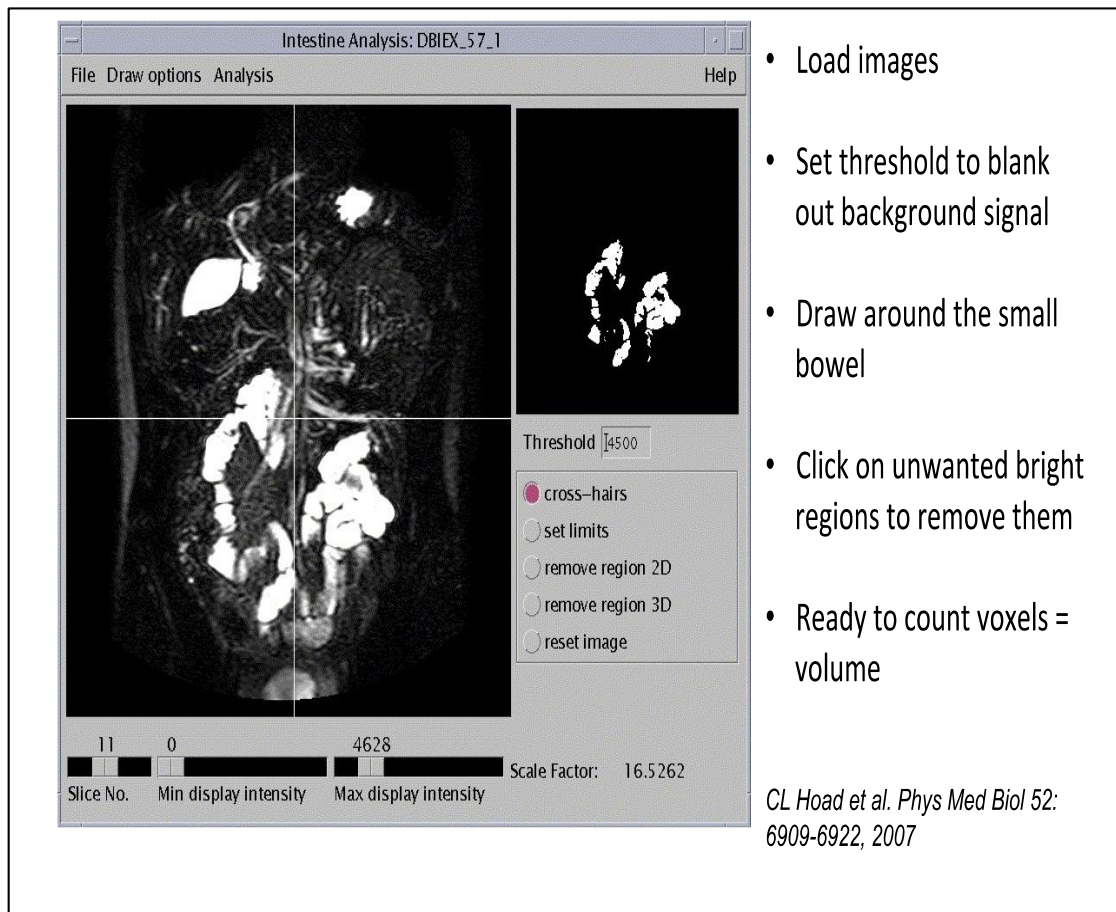 Intestine Analysis: DBIEX_57_1
File Draw options Analysis Help
Threshold 4500
cross-hairs
set limits
remove region 2D
remove region 3D
reset image
11 0 4628
Slice No. Min display intensity Max display intensity
Scale Factor: 16.5262
• Load images
• Set threshold to blank
out background signal
• Draw around the small
bowel
• Click on unwanted bright
regions to remove them
• Ready to count voxels =
volume
CL Hoad et al. Phys Med Biol 52:
6909-6922, 2007